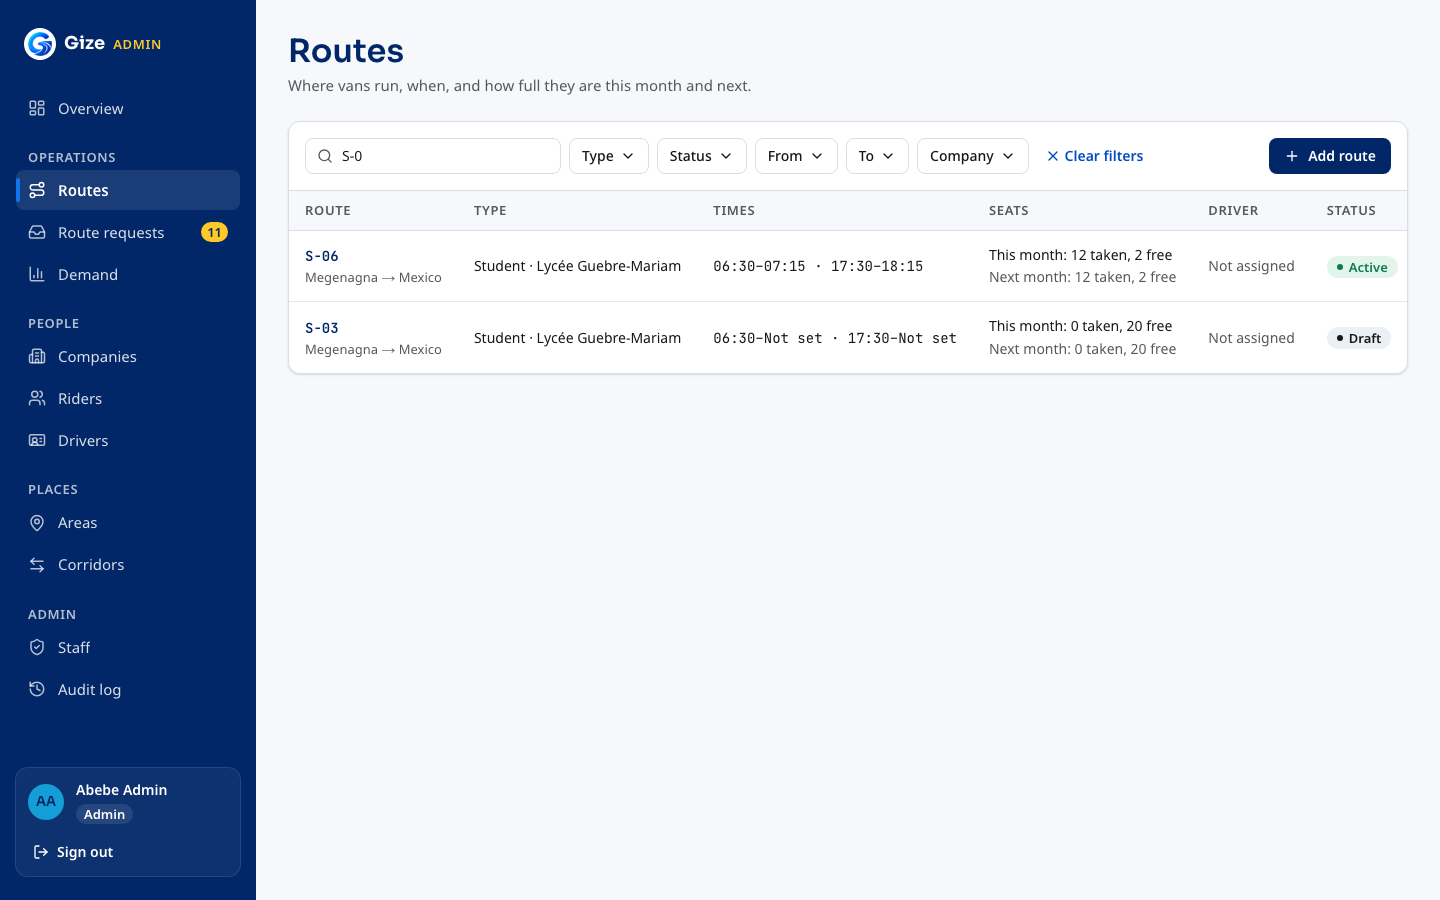 Gize ADMIN
Overview
OPERATIONS
Routes
Route requests 11
Demand
PEOPLE
Companies
Riders
Drivers
PLACES
Areas
Corridors
ADMIN
Staff
Audit log
AA Abebe Admin
Admin
Sign out
Routes
Where vans run, when, and how full they are this month and next.
S-0 Type Status From To Company Clear filters Add route
ROUTE TYPE TIMES SEATS DRIVER STATUS
S-06
Megenagna → Mexico
Student · Lycée Guebre-Mariam
06:30–07:15 · 17:30–18:15
This month: 12 taken, 2 free
Next month: 12 taken, 2 free
Not assigned
Active
S-03
Megenagna → Mexico
Student · Lycée Guebre-Mariam
06:30–Not set · 17:30–Not set
This month: 0 taken, 20 free
Next month: 0 taken, 20 free
Not assigned
Draft